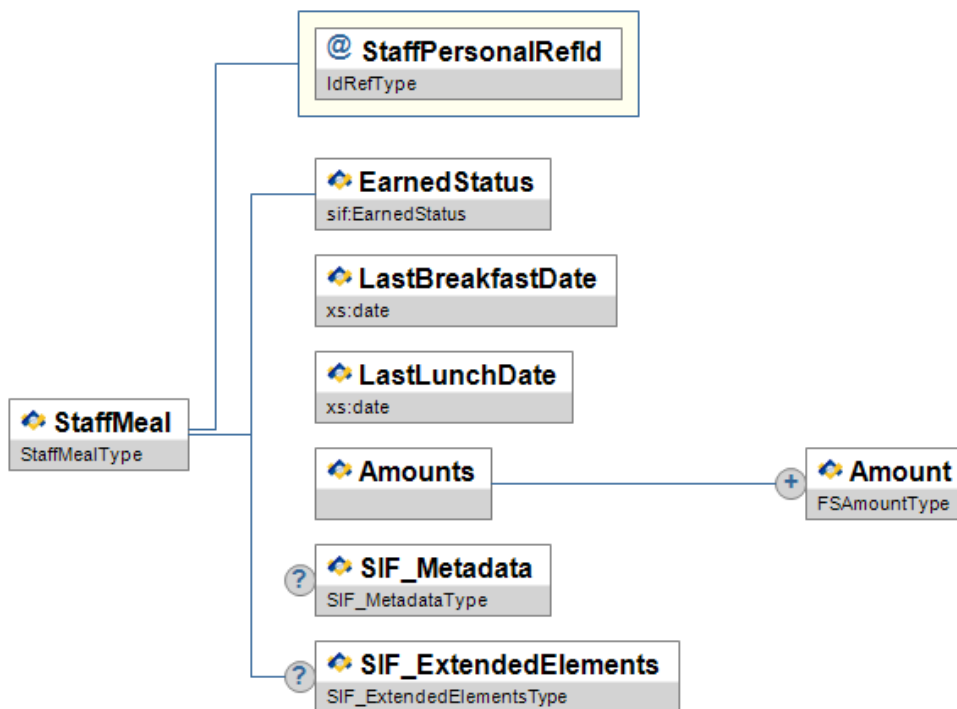 @ StaffPersonalRefId
IdRefType
EarnedStatus
sif:EarnedStatus
LastBreakfastDate
xs:date
LastLunchDate
xs:date
StaffMeal
StaffMealType
Amounts
+ Amount
FSAmountType
? SIF_Metadata
SIF_MetadataType
? SIF_ExtendedElements
SIF_ExtendedElementsType